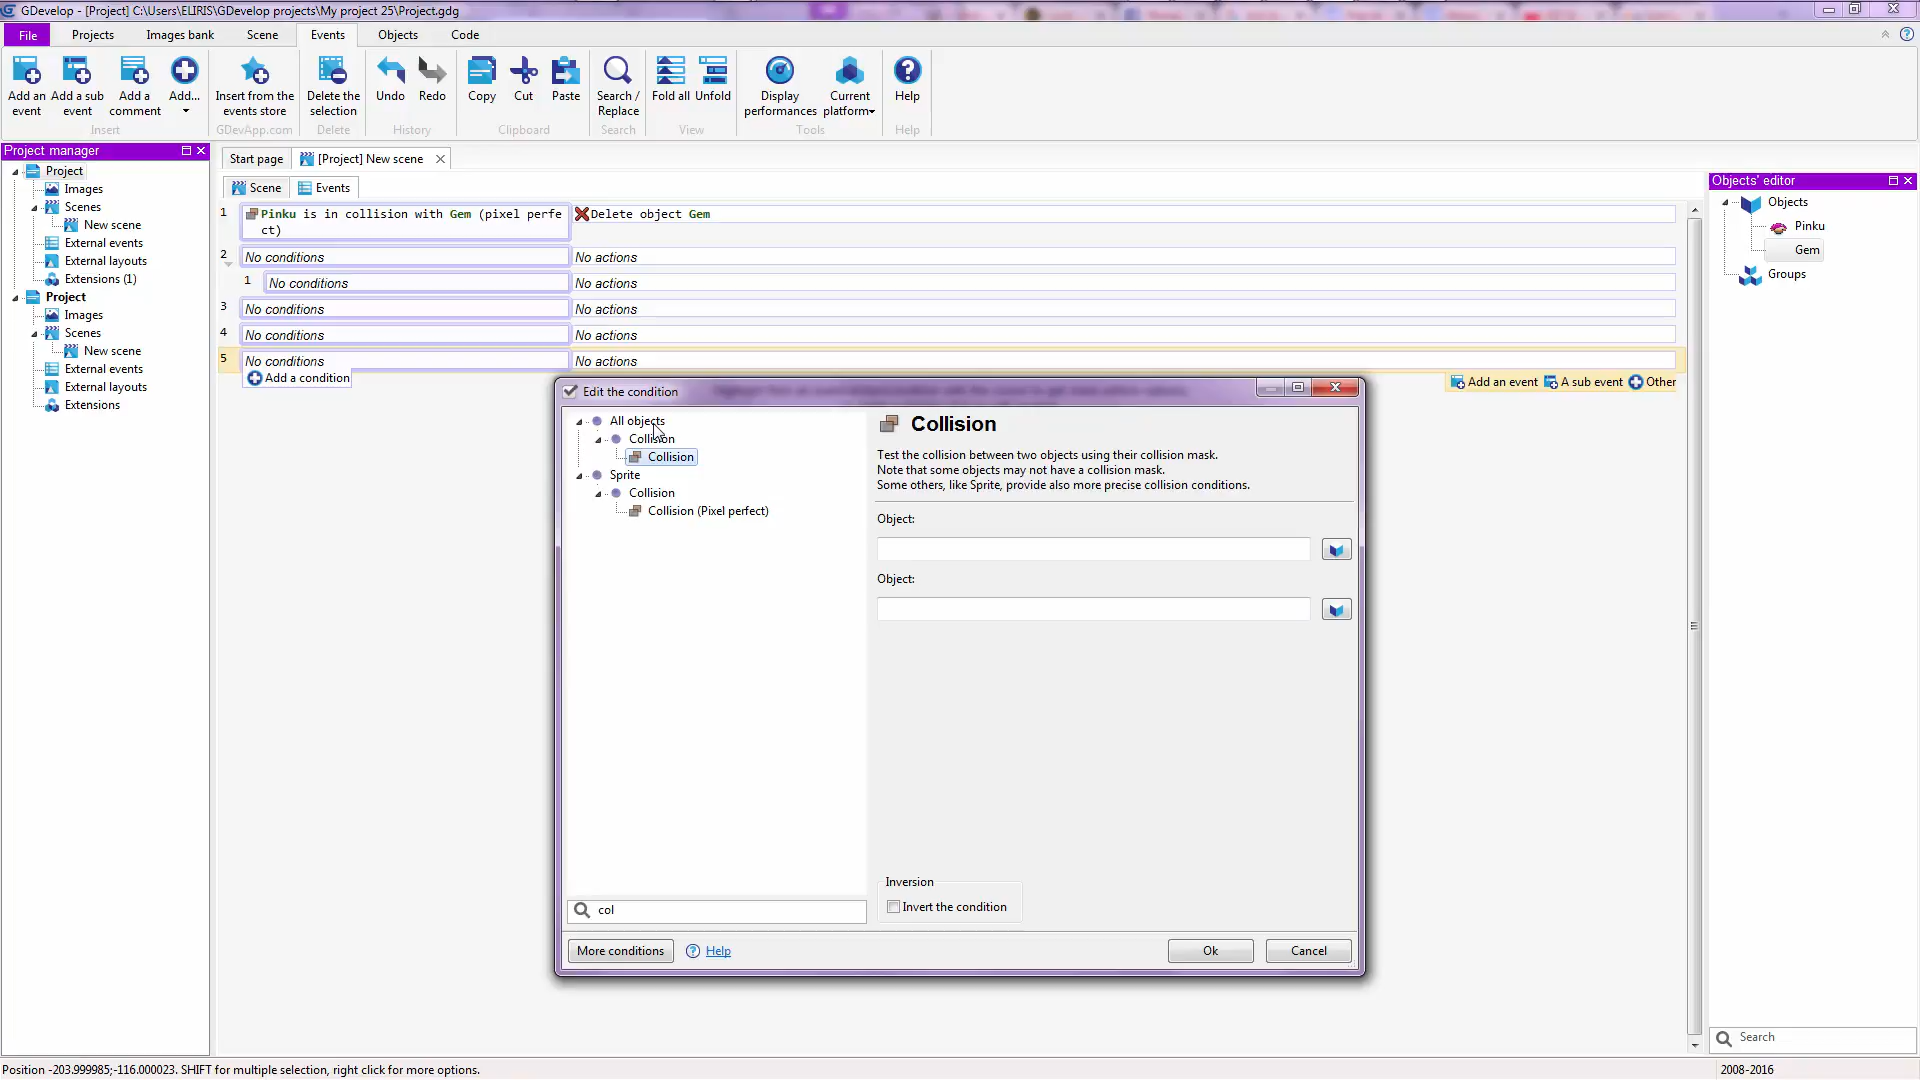 GDevelop - [Project] C:\Users\ELIRIS\GDevelop projects\My project 25\Project.gdg
File Projects Images bank Scene Events Objects Code
Add an event
Add a sub event
Add a comment
Add...
Insert from the events store
Delete the selection
Undo
Redo
Copy
Cut
Paste
Search / Replace
Fold all
Unfold
Display performances
Current platform
Help
Insert GDevApp.com Delete History Clipboard Search View Tools Help
Project manager
Project
Images
Scenes
New scene
External events
External layouts
Extensions (1)
Project
Images
Scenes
New scene
External events
External layouts
Extensions
Start page [Project] New scene
Scene Events
1 Pinku is in collision with Gem (pixel perfe
ct)
Delete object Gem
2 No conditions No actions
1 No conditions No actions
3 No conditions No actions
4 No conditions No actions
5 No conditions No actions
Add a condition
Add an event A sub event Other
Edit the condition
All objects
Collision
Collision
Sprite
Collision
Collision (Pixel perfect)
col
More conditions Help
Collision
Test the collision between two objects using their collision mask.
Note that some objects may not have a collision mask.
Some others, like Sprite, provide also more precise collision conditions.
Object:
Object:
Inversion
Invert the condition
Ok Cancel
Objects' editor
Objects
Pinku
Gem
Groups
Search
Position -203.999985;-116.000023. SHIFT for multiple selection, right click for more options.
2008-2016